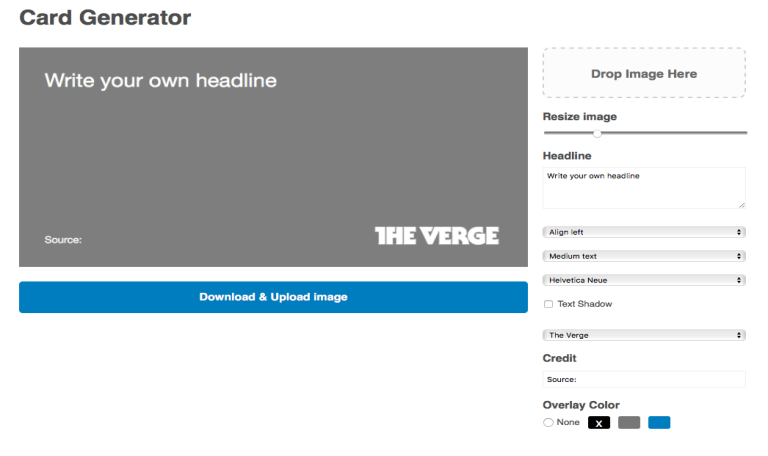 Card Generator
Write your own headline
Source:
THE VERGE
Download & Upload Image
Drop Image Here
Resize image
Headline
Write your own headline
Align left
Medium text
Helvetica Neue
Text Shadow
The Verge
Credit
Source:
Overlay Color
None X